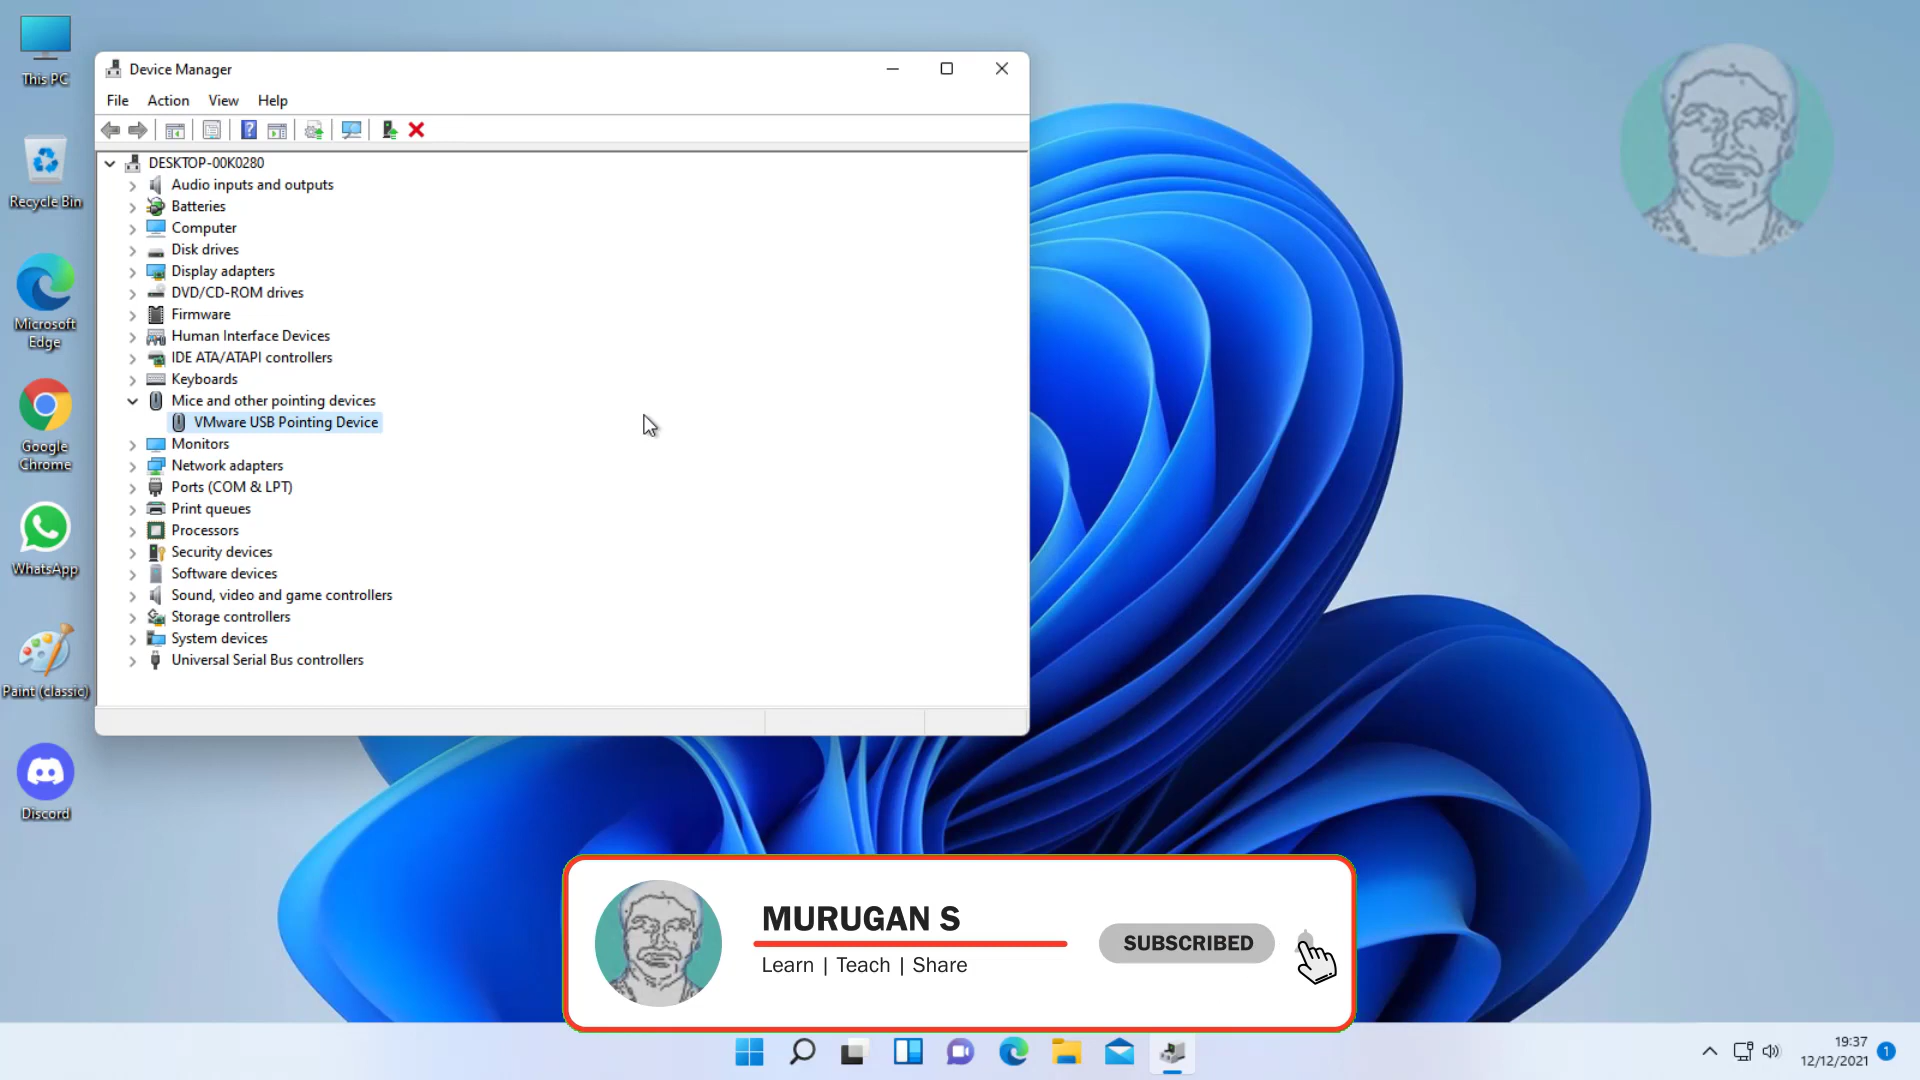 This PC
Recycle Bin
Microsoft
Edge
Google
Chrome
WhatsApp
Paint (classic)
Discord
Device Manager
File Action View Help
DESKTOP-00K0280
Audio inputs and outputs
Batteries
Computer
Disk drives
Display adapters
DVD/CD-ROM drives
Firmware
Human Interface Devices
IDE ATA/ATAPI controllers
Keyboards
Mice and other pointing devices
VMware USB Pointing Device
Monitors
Network adapters
Ports (COM & LPT)
Print queues
Processors
Security devices
Software devices
Sound, video and game controllers
Storage controllers
System devices
Universal Serial Bus controllers
MURUGAN S
Learn | Teach | Share
SUBSCRIBED
19:37
12/12/2021
1